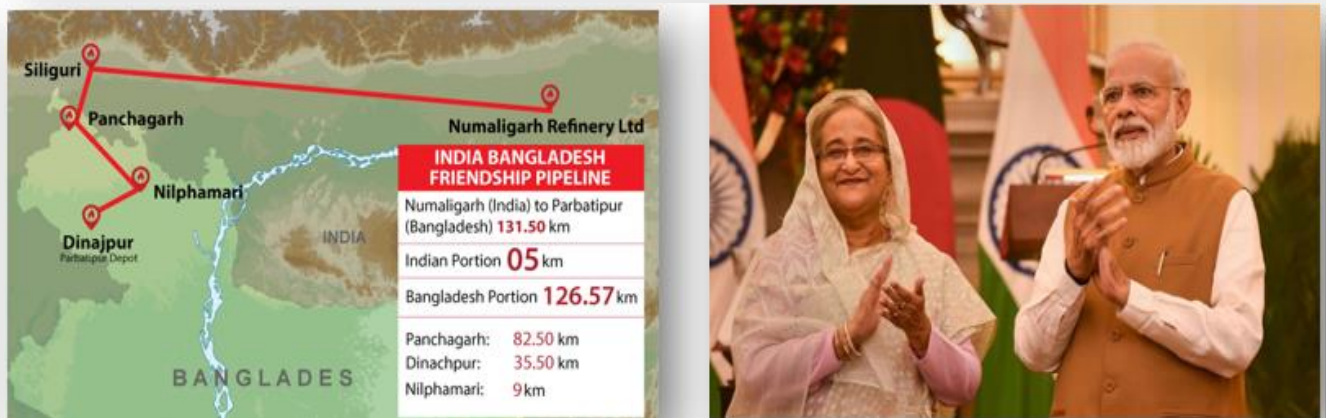 Siliguri
Panchagarh
Numaligarh Refinery Ltd
Nilphamari
Dinajpur
Parbatipur Depot
INDIA
BANGLADES
INDIA BANGLADESH
FRIENDSHIP PIPELINE
Numaligarh (India) to Parbatipur
(Bangladesh) 131.50 km
Indian Portion 05 km
Bangladesh Portion 126.57 km
Panchagarh: 82.50 km
Dinachpur: 35.50 km
Nilphamari: 9 km